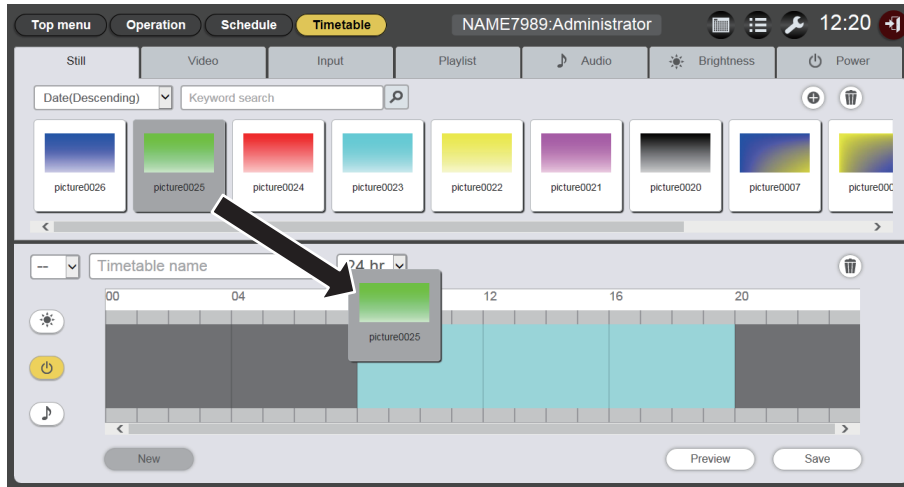 Top menu Operation Schedule Timetable NAME7989:Administrator 12:20
Still Video Input Playlist Audio Brightness Power
Date(Descending) Keyword search
picture0026 picture0025 picture0024 picture0023 picture0022 picture0021 picture0020 picture0007 picture000
-- Timetable name 24 hr
00 04 12 16 20
picture0025
New Preview Save